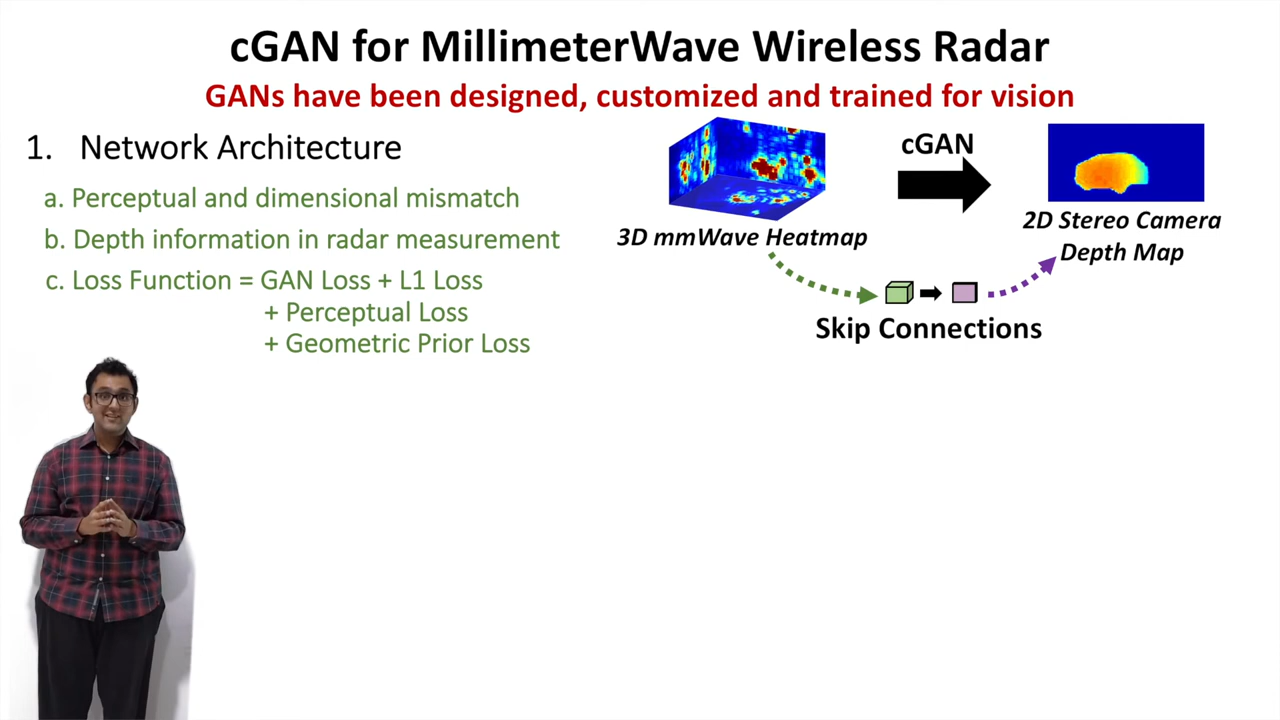 cGAN for MillimeterWave Wireless Radar
GANs have been designed, customized and trained for vision
1. Network Architecture
a. Perceptual and dimensional mismatch
b. Depth information in radar measurement
c. Loss Function = GAN Loss + L1 Loss
+ Perceptual Loss
+ Geometric Prior Loss
cGAN
3D mmWave Heatmap
2D Stereo Camera
Depth Map
Skip Connections